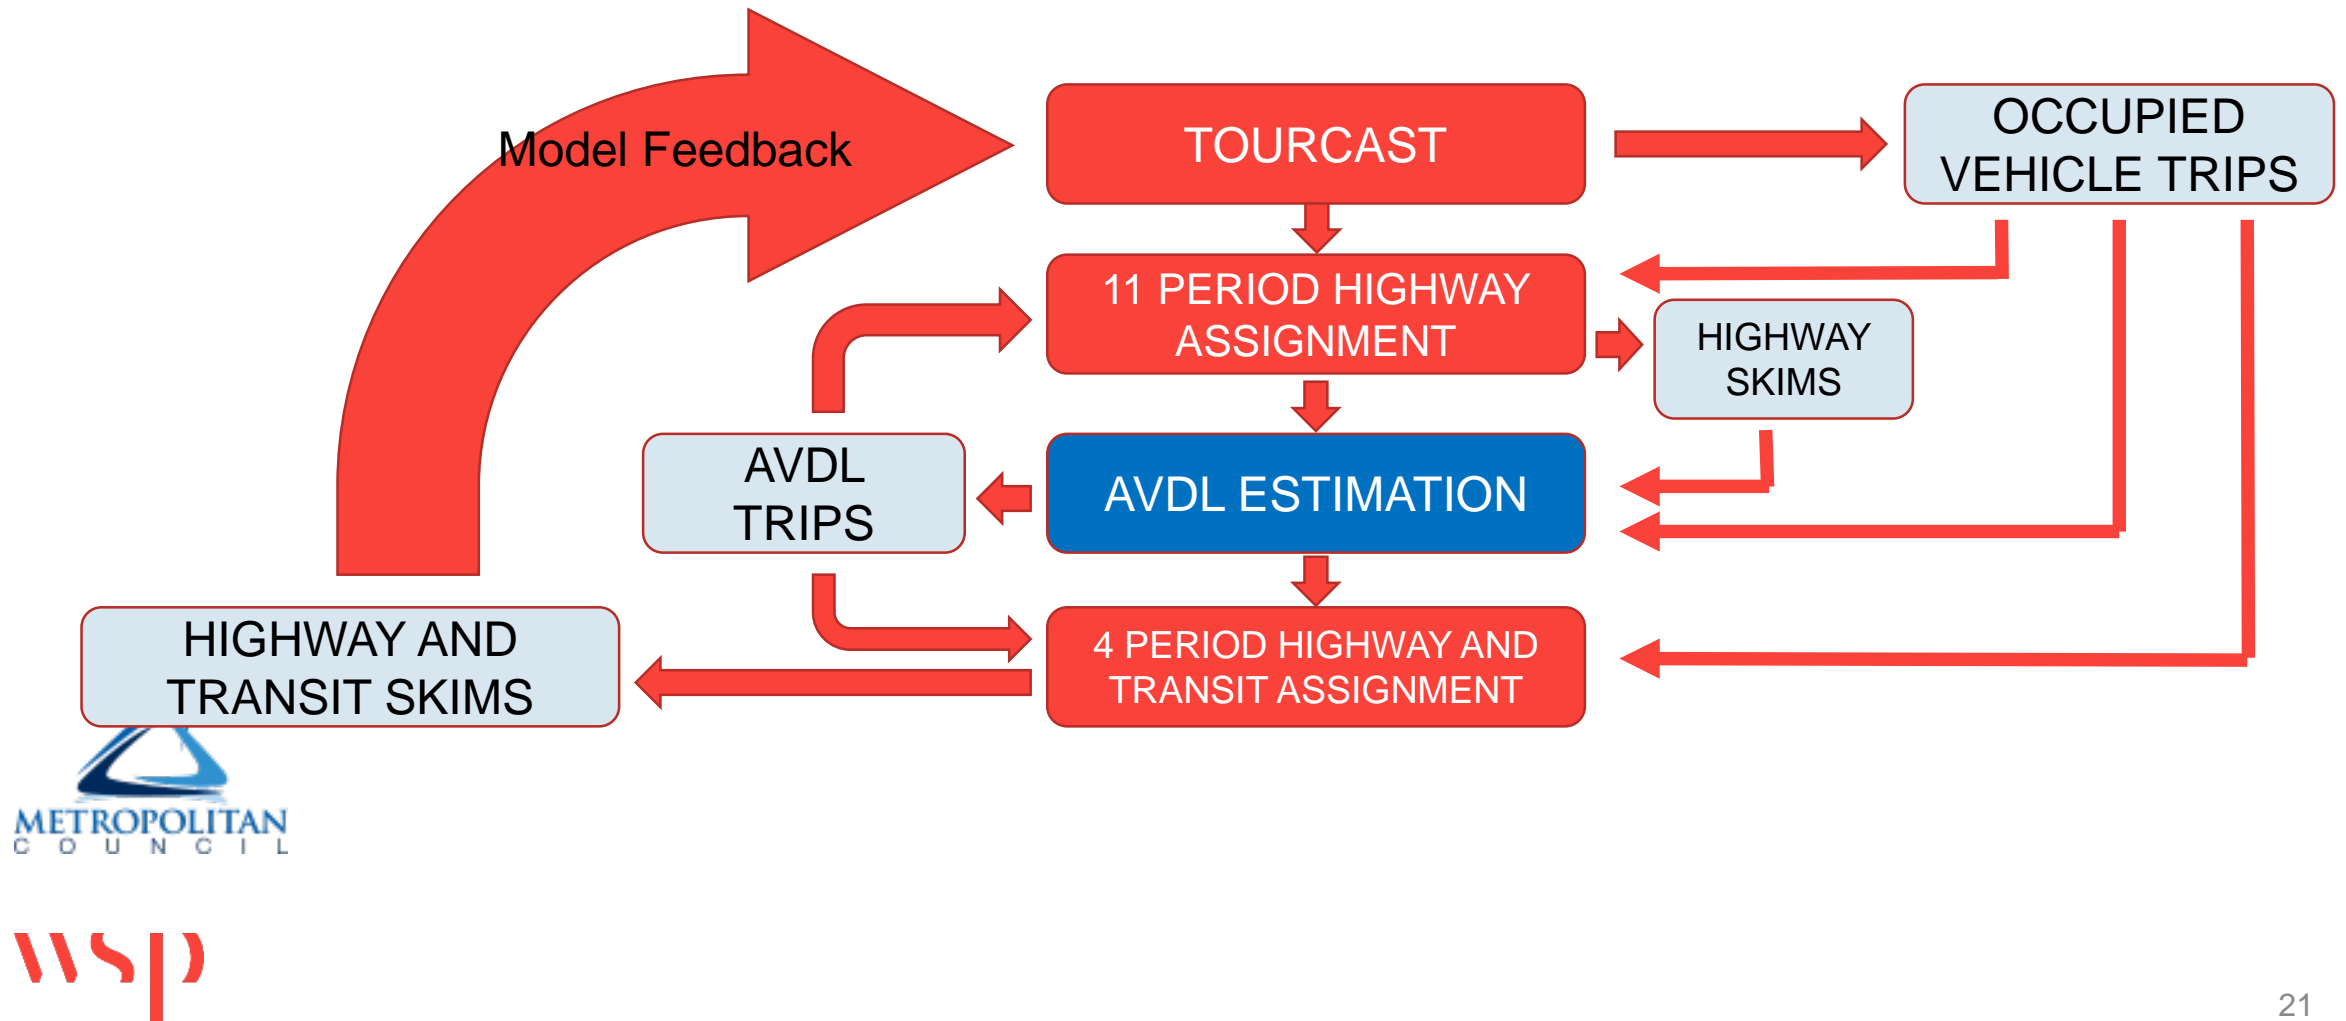 Model Feedback
TOURCAST
OCCUPIED
VEHICLE TRIPS
11 PERIOD HIGHWAY
ASSIGNMENT
HIGHWAY
SKIMS
AVDL
TRIPS
AVDL ESTIMATION
HIGHWAY AND
TRANSIT SKIMS
4 PERIOD HIGHWAY AND
TRANSIT ASSIGNMENT
METROPOLITAN
COUNCIL
wsp
21